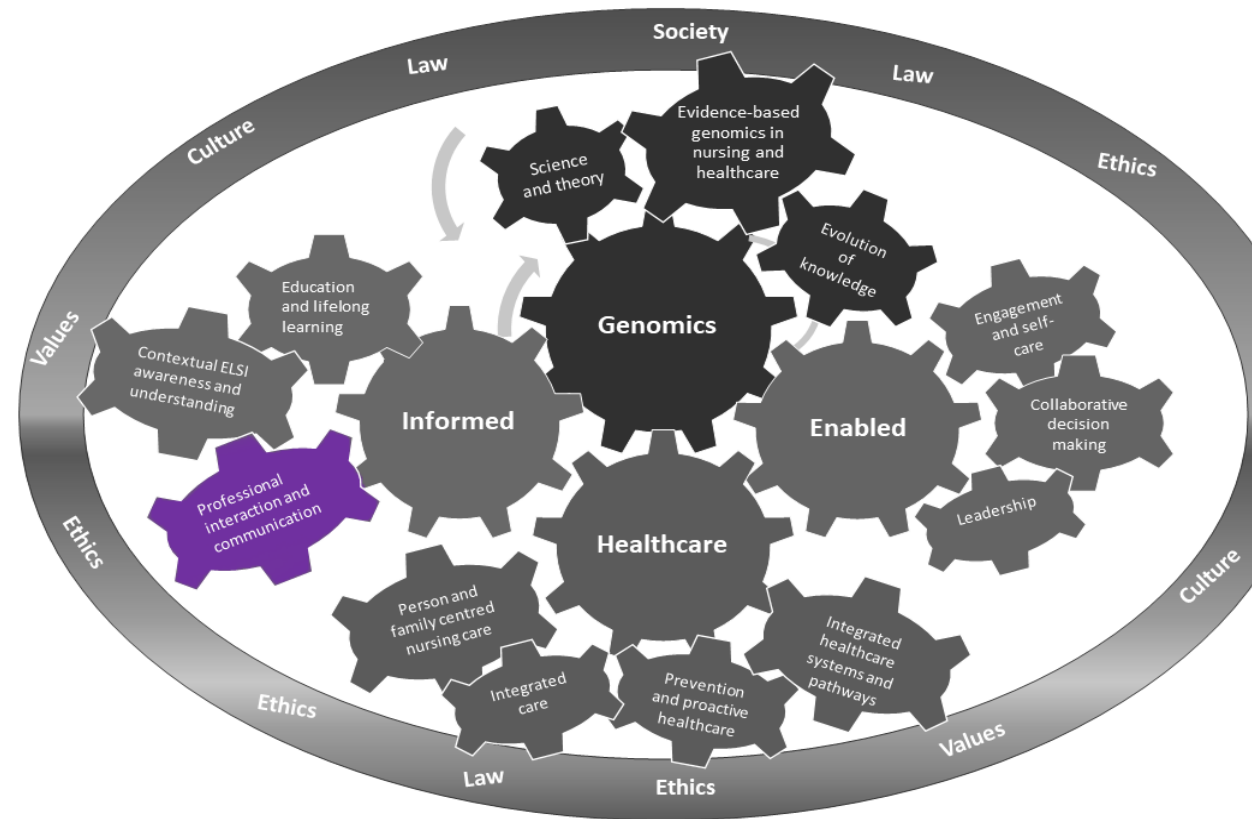 Society
Law
Law
Culture
Ethics
Values
Ethics
Culture
Ethics
Values
Law
Ethics
Science
and theory
Evidence-based
genomics in
nursing and
healthcare
Evolution
of
knowledge
Genomics
Education
and lifelong
learning
Contextual ELSI
awareness and
understanding
Professional
interaction and
communication
Informed
Enabled
Engagement
and self-
care
Collaborative
decision
making
Leadership
Healthcare
Person and
family centred
nursing care
Integrated
care
Prevention
and proactive
healthcare
Integrated
healthcare
systems and
pathways